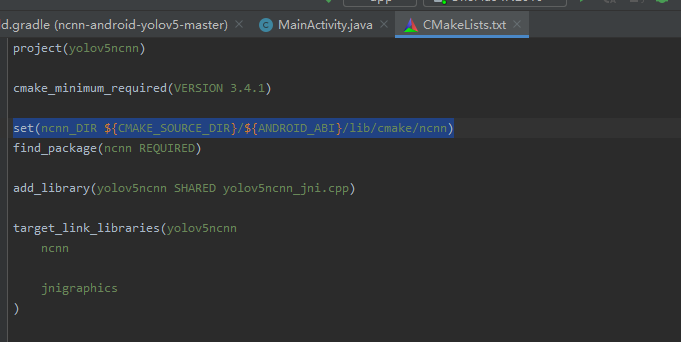 ld.gradle (ncnn-android-yolov5-master)
MainActivity.java
CMakeLists.txt
project(yolov5ncnn)
cmake_minimum_required(VERSION 3.4.1)
set(ncnn_DIR ${CMAKE_SOURCE_DIR}/${ANDROID_ABI}/lib/cmake/ncnn)
find_package(ncnn REQUIRED)
add_library(yolov5ncnn SHARED yolov5ncnn_jni.cpp)
target_link_libraries(yolov5ncnn
ncnn
jnigraphics
)